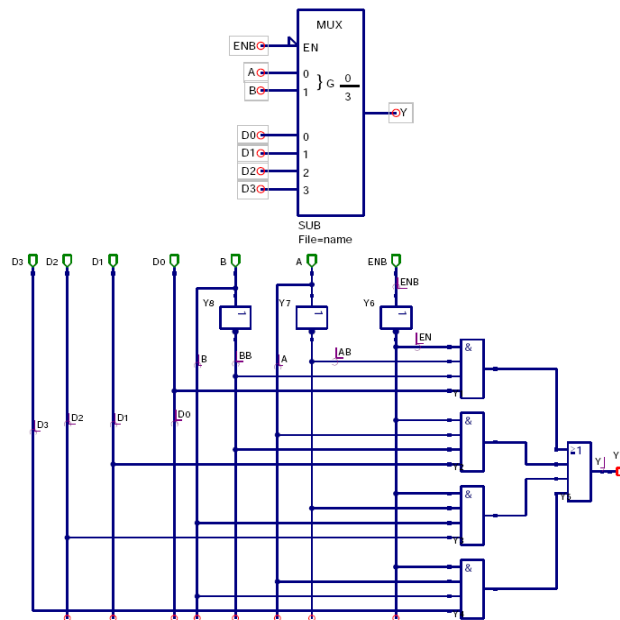 MUX
ENB EN
A 0
B 1
} G 0
3
Y
D0 0
D1 1
D2 2
D3 3
SUB
File=name
D3 D2 D1 D0 B A ENB
ENB
Y8 1 Y7 1 Y6 1
EN
B BB A AB
&
D3 D2 D1 D0
&
≥1 Y Y
&
&